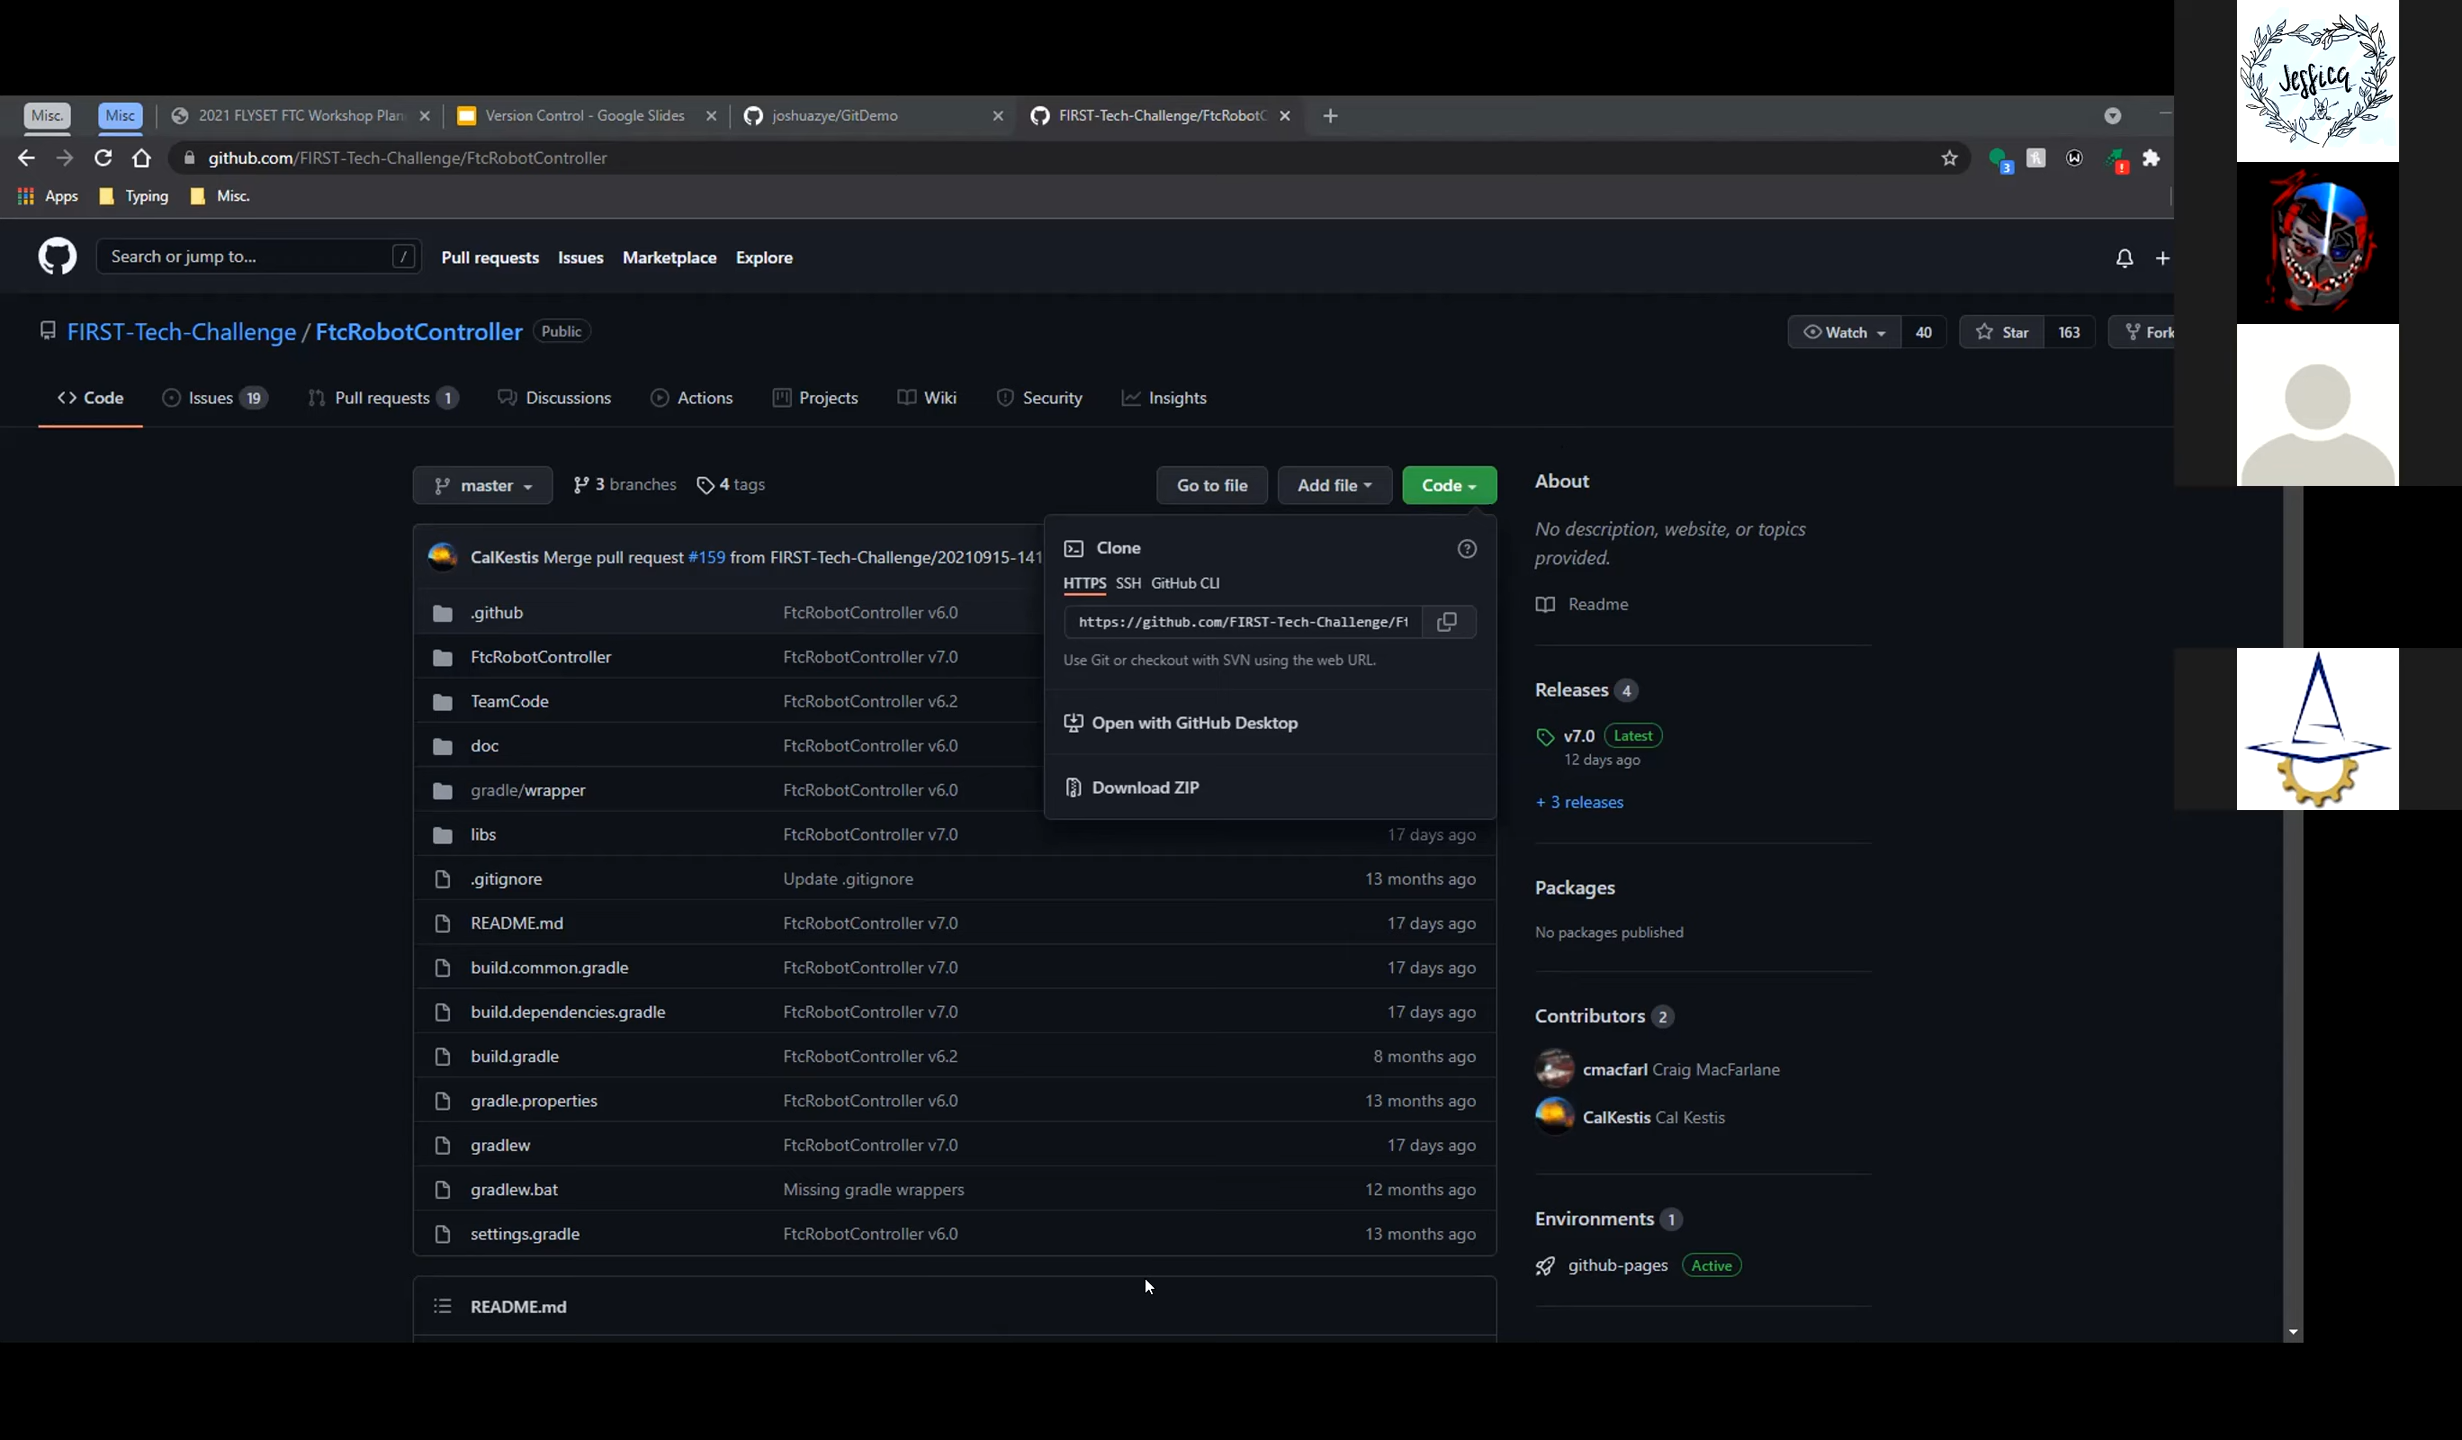 Jessica
Misc. Misc 2021 FLYSET FTC Workshop Plan Version Control - Google Slides joshuazye/GitDemo FIRST-Tech-Challenge/FtcRobotC
github.com/FIRST-Tech-Challenge/FtcRobotController 3 !
Apps Typing Misc.
Search or jump to... / Pull requests Issues Marketplace Explore
FIRST-Tech-Challenge / FtcRobotController Public Watch 40 Star 163 Fork
Code Issues 19 Pull requests 1 Discussions Actions Projects Wiki Security Insights
master 3 branches 4 tags Go to file Add file Code
CalKestis Merge pull request #159 from FIRST-Tech-Challenge/20210915-141
.github FtcRobotController v6.0
FtcRobotController FtcRobotController v7.0
TeamCode FtcRobotController v6.2
doc FtcRobotController v6.0
gradle/wrapper FtcRobotController v6.0
libs FtcRobotController v7.0 17 days ago
.gitignore Update .gitignore 13 months ago
README.md FtcRobotController v7.0 17 days ago
build.common.gradle FtcRobotController v7.0 17 days ago
build.dependencies.gradle FtcRobotController v7.0 17 days ago
build.gradle FtcRobotController v6.2 8 months ago
gradle.properties FtcRobotController v6.0 13 months ago
gradlew FtcRobotController v7.0 17 days ago
gradlew.bat Missing gradle wrappers 12 months ago
settings.gradle FtcRobotController v6.0 13 months ago
README.md
Clone
HTTPS SSH GitHub CLI
https://github.com/FIRST-Tech-Challenge/Ft
Use Git or checkout with SVN using the web URL.
Open with GitHub Desktop
Download ZIP
About
No description, website, or topics
provided.
Readme
Releases 4
v7.0 Latest
12 days ago
+ 3 releases
Packages
No packages published
Contributors 2
cmacfarl Craig MacFarlane
CalKestis Cal Kestis
Environments 1
github-pages Active